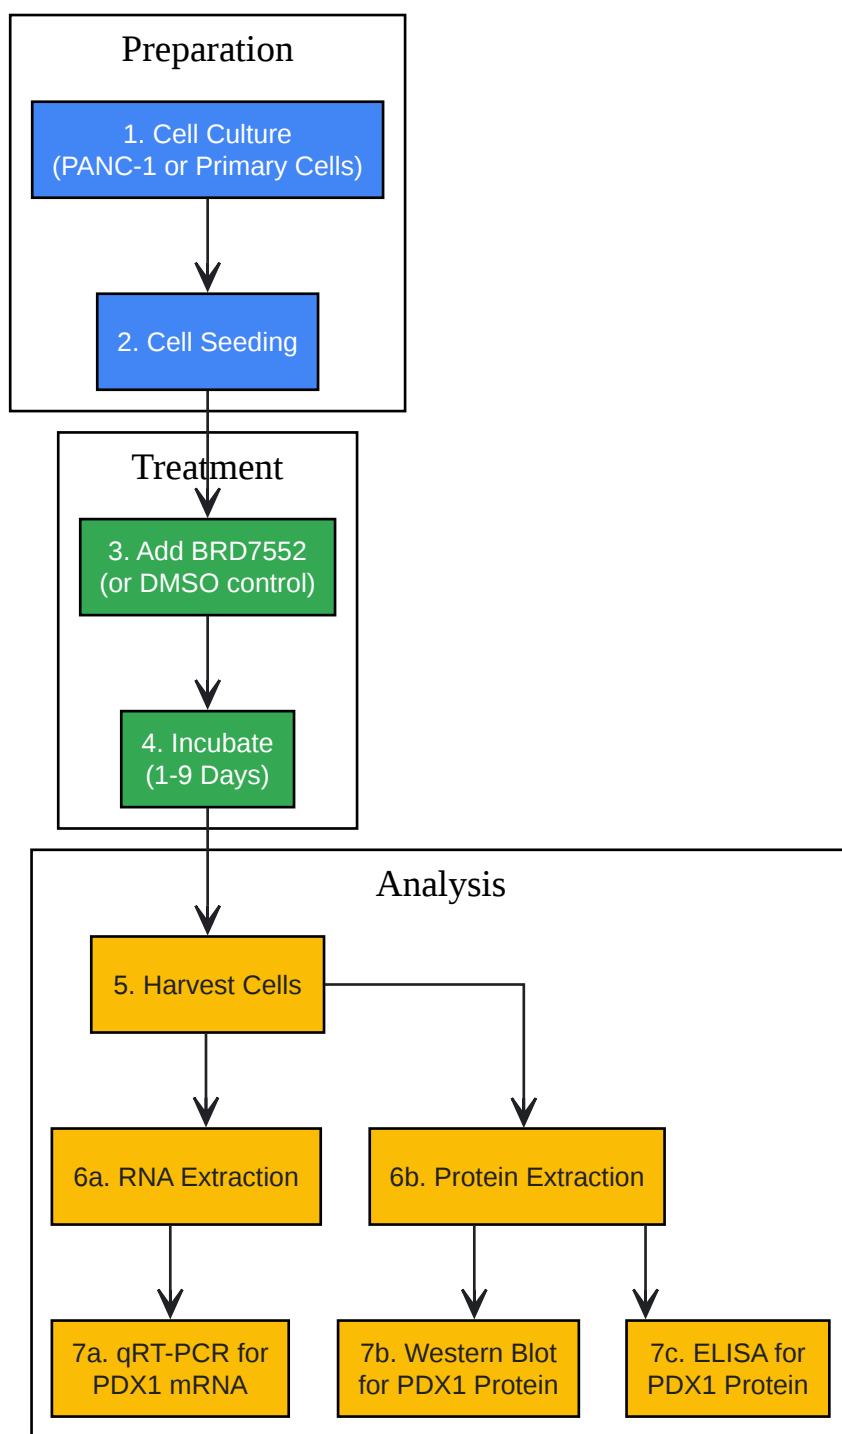 Preparation
1. Cell Culture
(PANC-1 or Primary Cells)
2. Cell Seeding
Treatment
3. Add BRD7552
(or DMSO control)
4. Incubate
(1-9 Days)
Analysis
5. Harvest Cells
6a. RNA Extraction
6b. Protein Extraction
7a. qRT-PCR for
PDX1 mRNA
7b. Western Blot
for PDX1 Protein
7c. ELISA for
PDX1 Protein